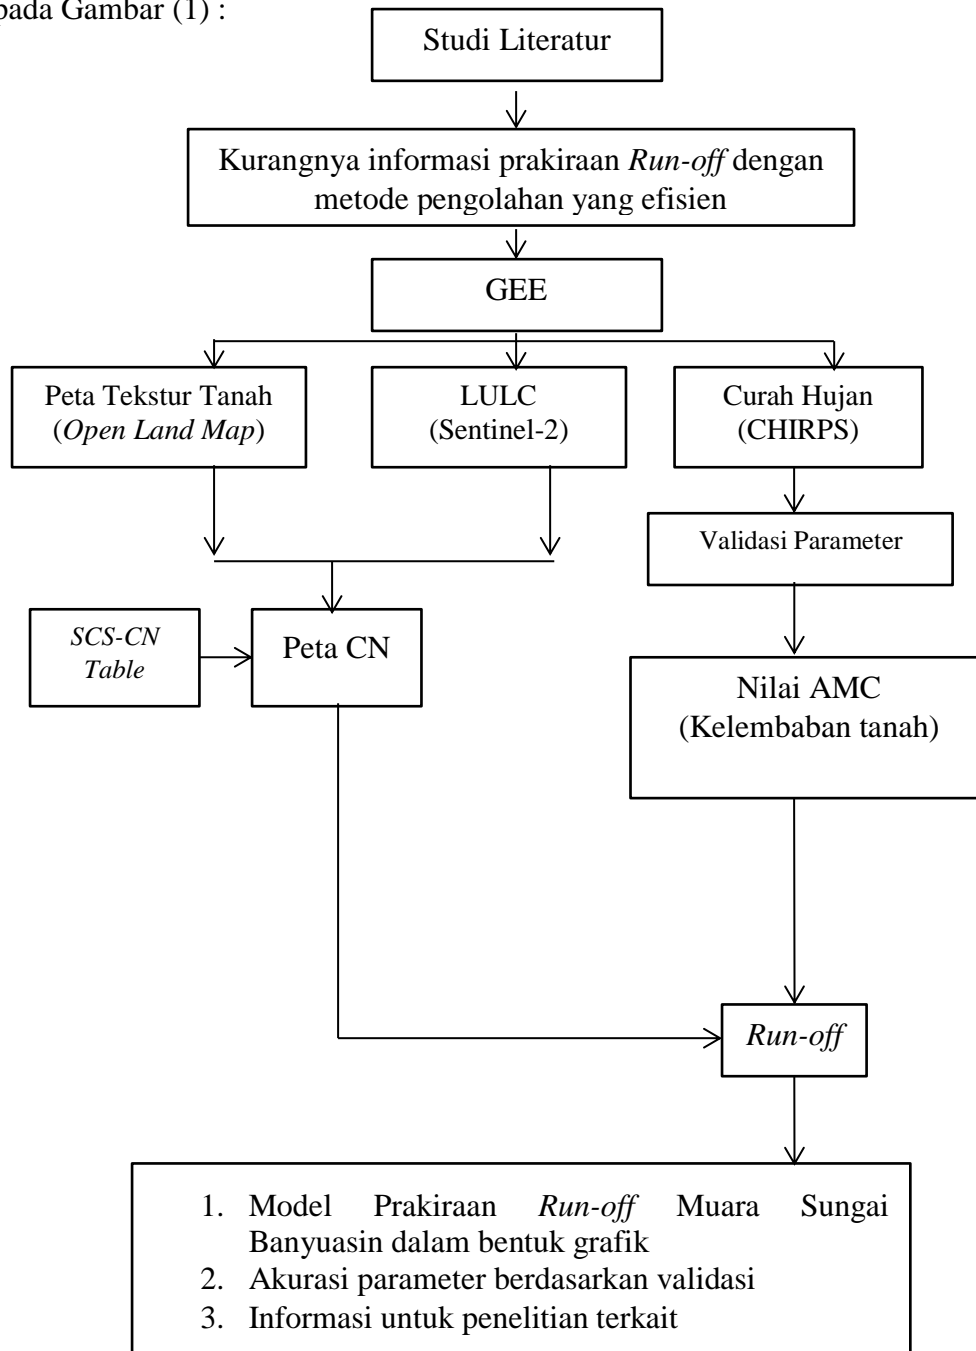 pada Gambar (1) :
Studi Literatur
Kurangnya informasi prakiraan Run-off dengan
metode pengolahan yang efisien
GEE
Peta Tekstur Tanah
(Open Land Map)
LULC
(Sentinel-2)
Curah Hujan
(CHIRPS)
Validasi Parameter
SCS-CN
Table
Peta CN
Nilai AMC
(Kelembaban tanah)
Run-off
1. Model Prakiraan Run-off Muara Sungai
Banyuasin dalam bentuk grafik
2. Akurasi parameter berdasarkan validasi
3. Informasi untuk penelitian terkait